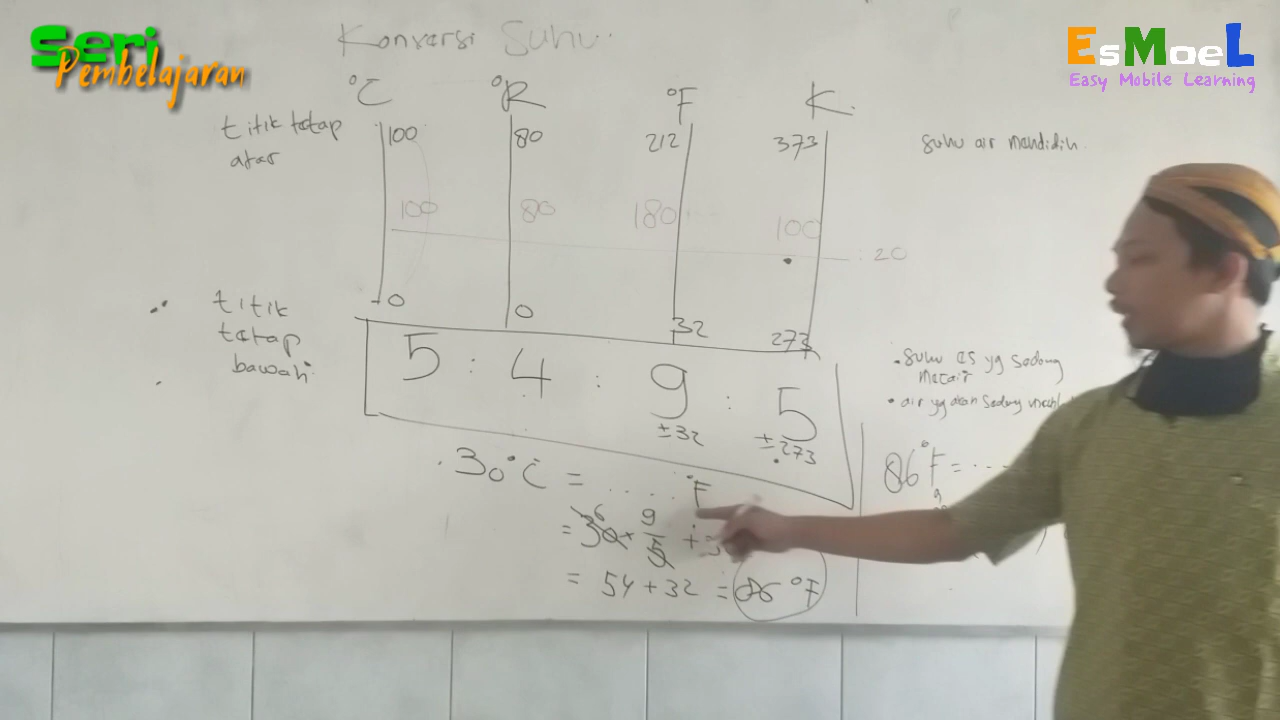 Seri
Pembelajaran
EsMoeL
Easy Mobile Learning
Konversi Suhu
°C °R °F K
titik tetap
atas
100 80 212 373
suhu air mendidih
100 80 180 100
: 20
titik
tetap
bawah
0 0 32 273
5 : 4 : 9 : 5
±32 ±273
suhu es yg sedang
mencair
air yg akan sedang
30°C = .... °F
= 30 6 × 9/5 +
= 54 + 32 = 86 °F
86°F = ...